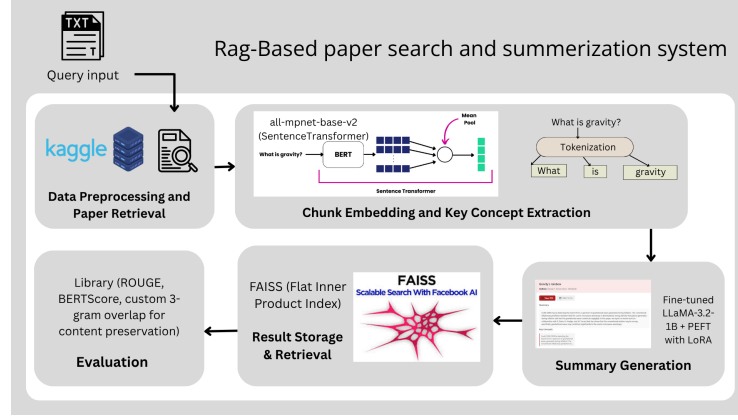 TXT
T
Query input
Rag-Based paper search and summerization system
kaggle
Data Preprocessing and
Paper Retrieval
all-mpnet-base-v2
(SentenceTransformer)
What is gravity?
BERT
Mean
Pool
Sentence Transformer
What is gravity?
Tokenization
What
is
gravity
Chunk Embedding and Key Concept Extraction
Fine-tuned
LLaMA-3.2-
1B + PEFT
with LoRA
Summary Generation
FAISS (Flat Inner
Product Index)
FAISS
Scalable Search With Facebook AI
Result Storage
& Retrieval
Library (ROUGE,
BERTScore, custom 3-
gram overlap for
content preservation)
Evaluation